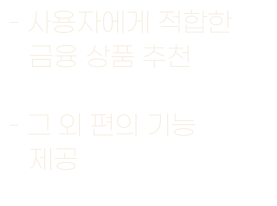 - 사용자에게 적합한
금융 상품 추천
- 그 외 편의 기능
제공